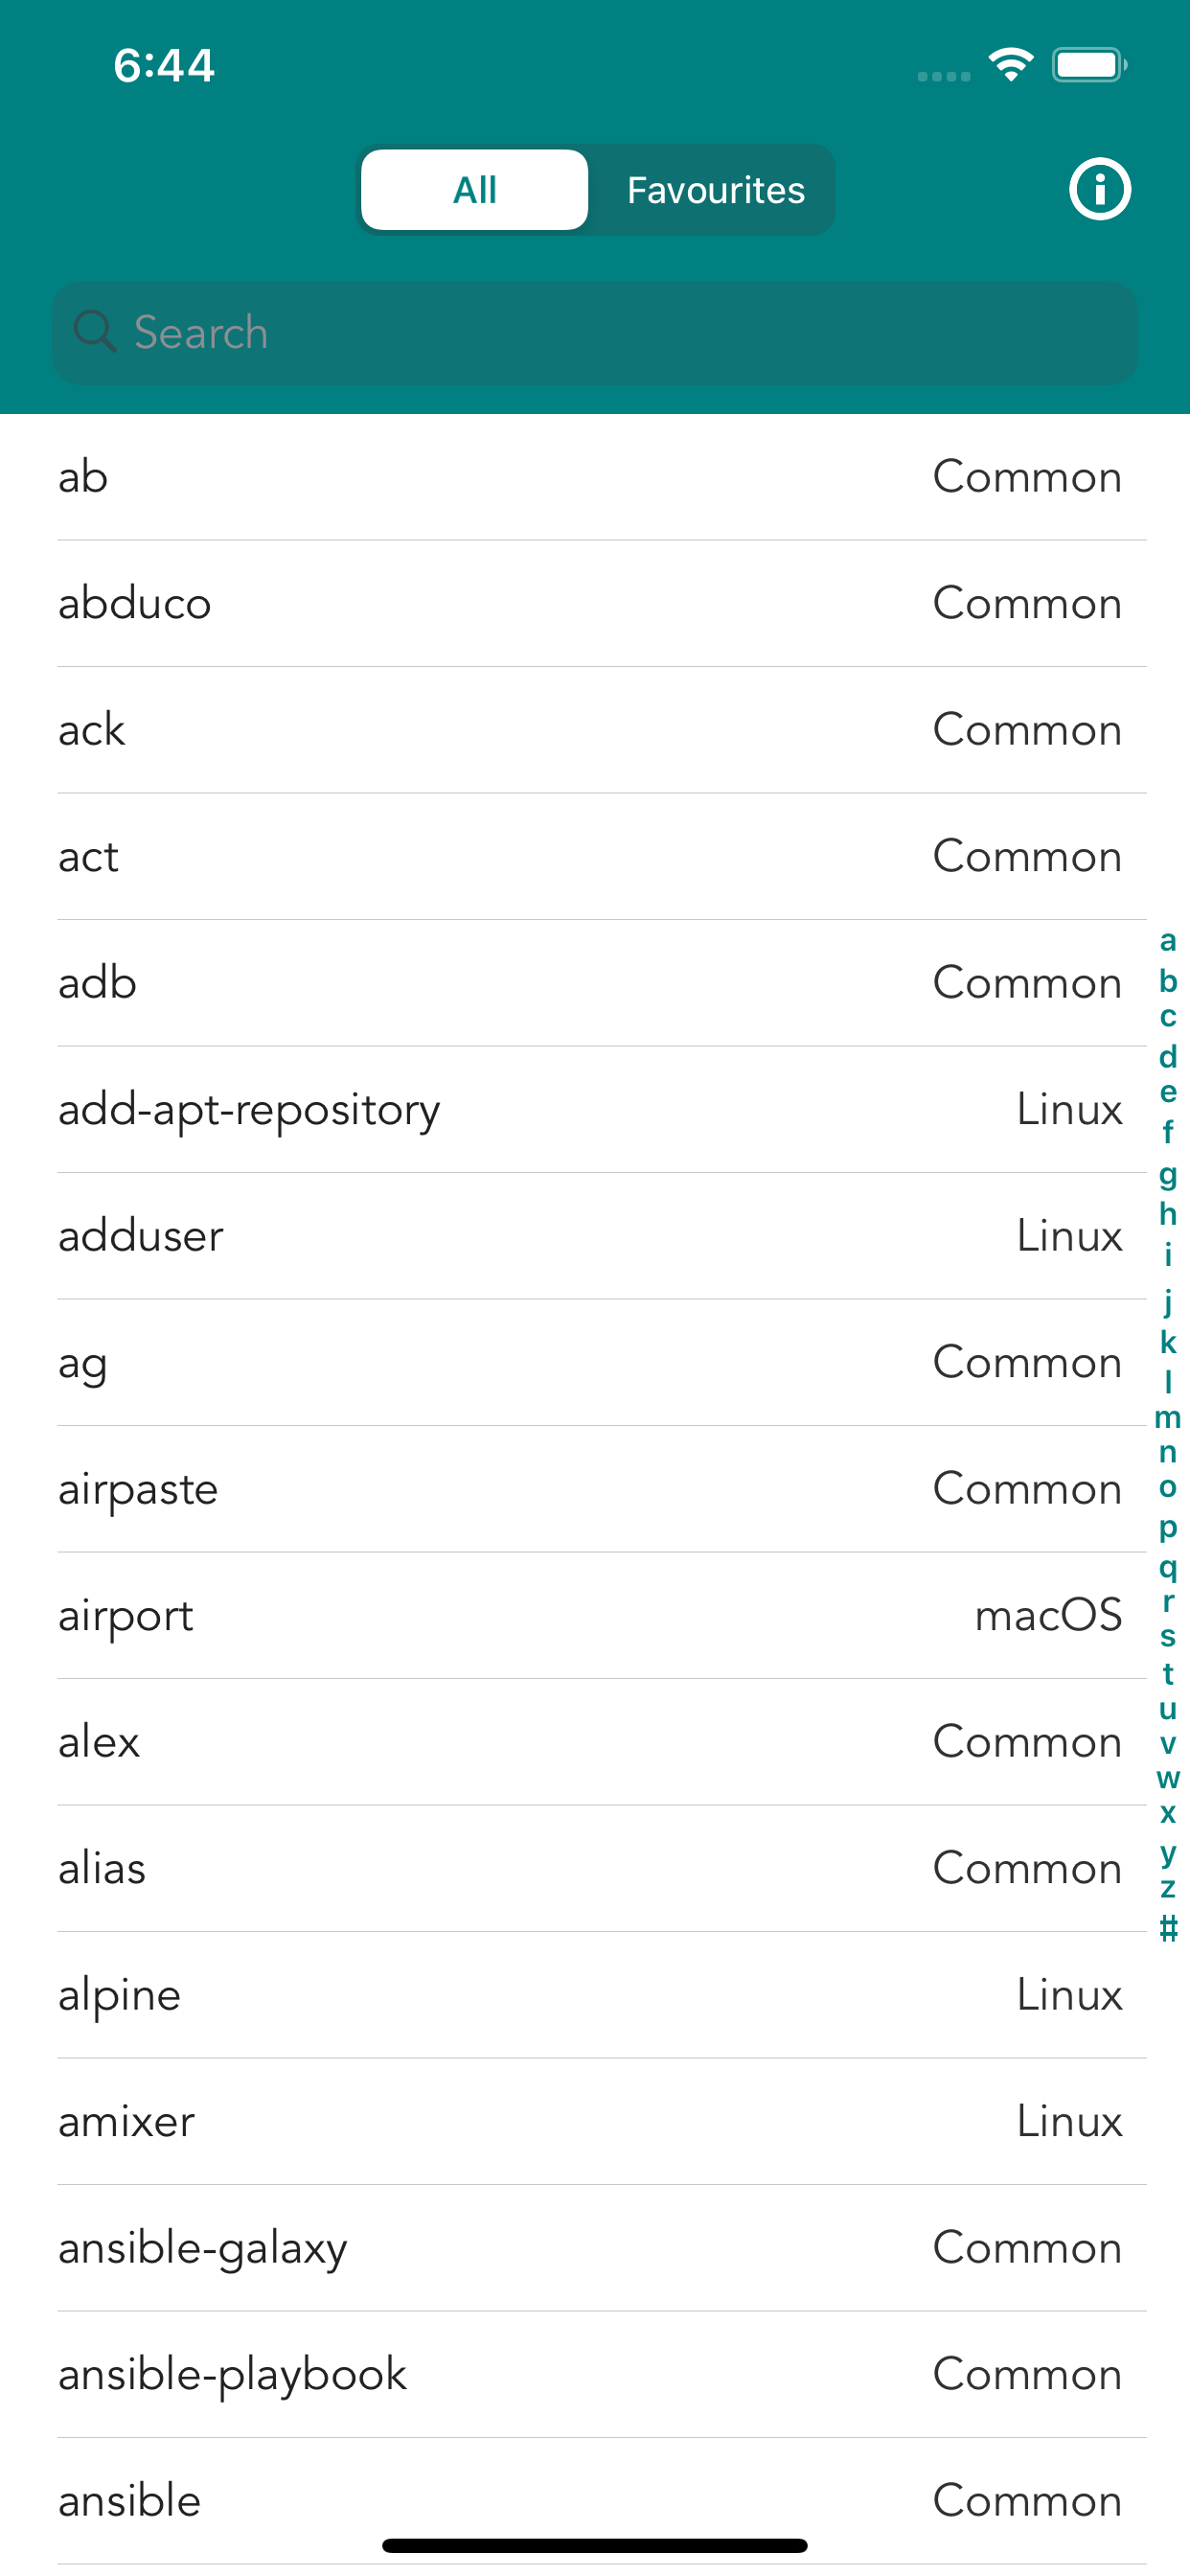 6:44
All Favourites
Search
ab Common
abduco Common
ack Common
act Common
adb Common
add-apt-repository Linux
adduser Linux
ag Common
airpaste Common
airport macOS
alex Common
alias Common
alpine Linux
amixer Linux
ansible-galaxy Common
ansible-playbook Common
ansible Common
a
b
c
d
e
f
g
h
i
j
k
l
m
n
o
p
q
r
s
t
u
v
w
x
y
z
#